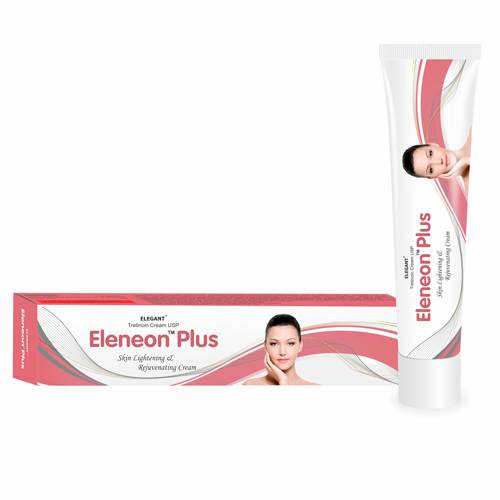 ELEGANT®
Tretinoin Cream USP
Eleneon™ Plus
Skin Lightening &
Rejuvenating Cream
Eleneon Plus
ELEGANT®
Tretinoin Cream USP
Eleneon™ Plus
Skin Lightening &
Rejuvenating Cream